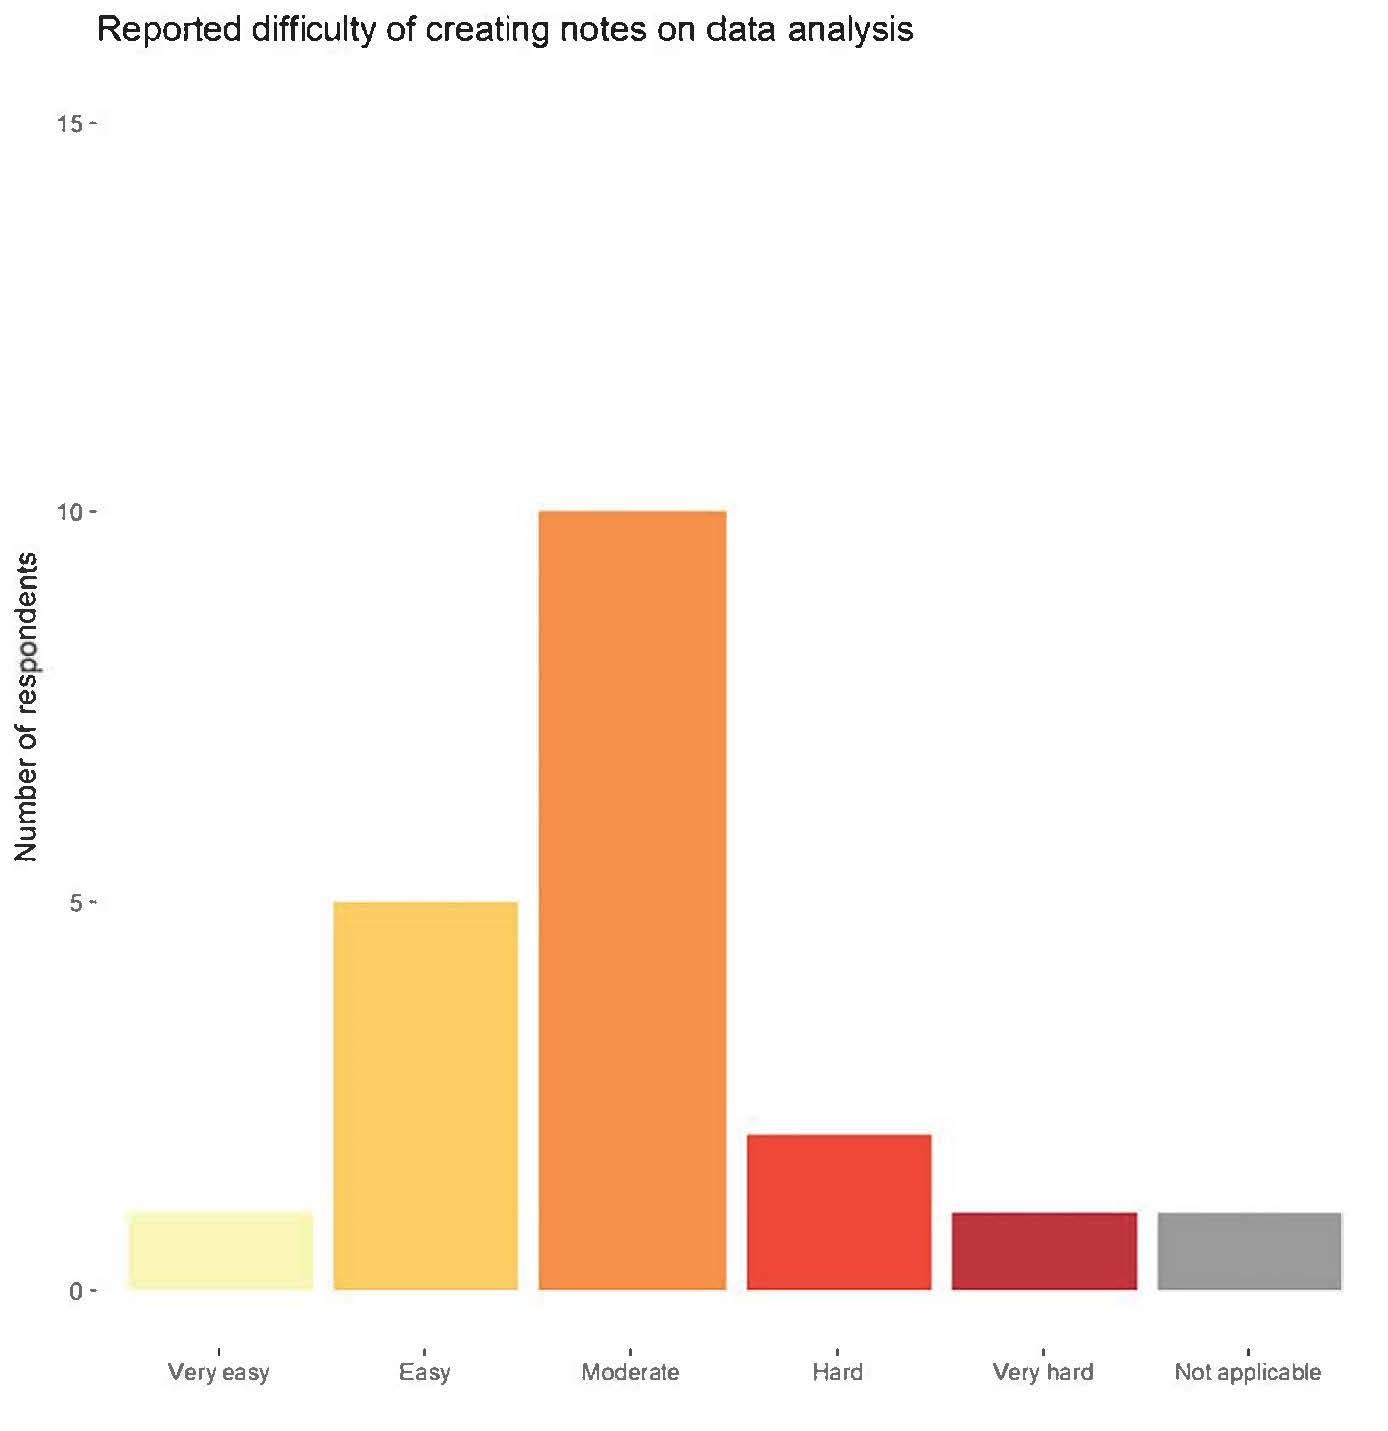 Reported difficulty of creating notes on data analysis
15
10
5
0
Number of respondents
Very easy
Easy
Moderate
Hard
Very hard
Not applicable